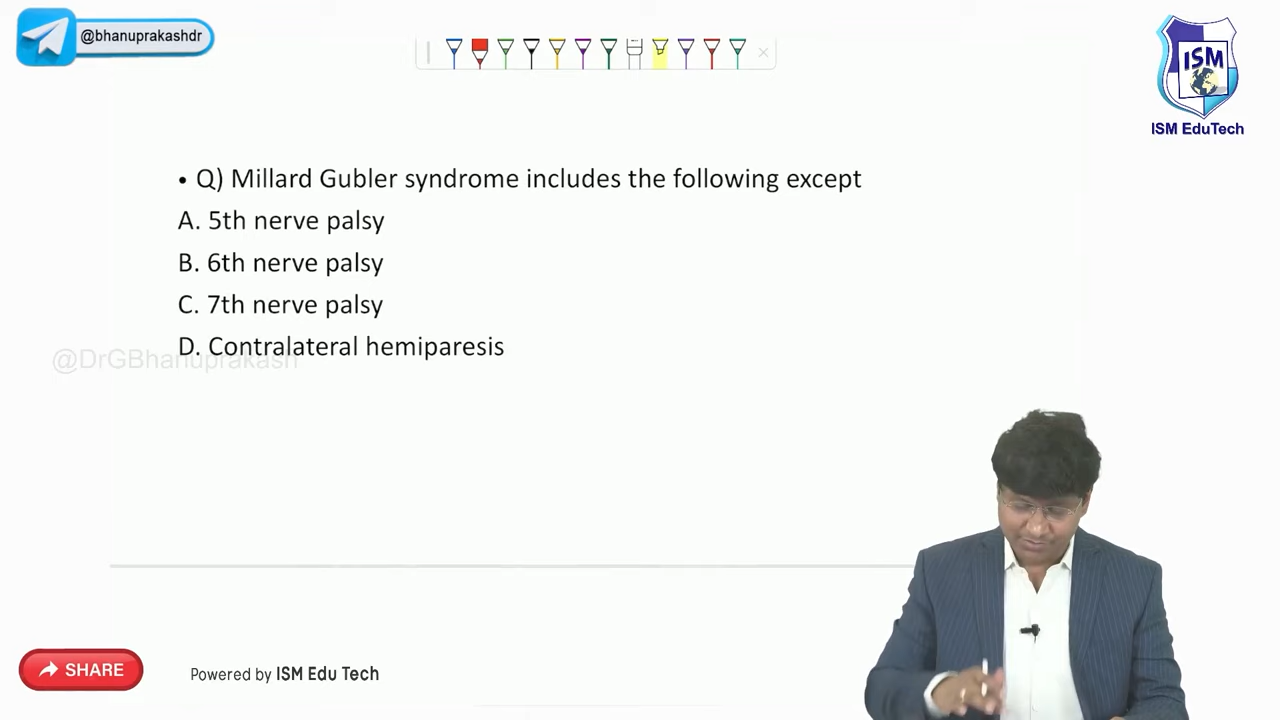 @bhanuprakashdr
ISM
ISM EduTech
• Q) Millard Gubler syndrome includes the following except
A. 5th nerve palsy
B. 6th nerve palsy
C. 7th nerve palsy
D. Contralateral hemiparesis
@DrGBhanuprakash
SHARE
Powered by ISM Edu Tech